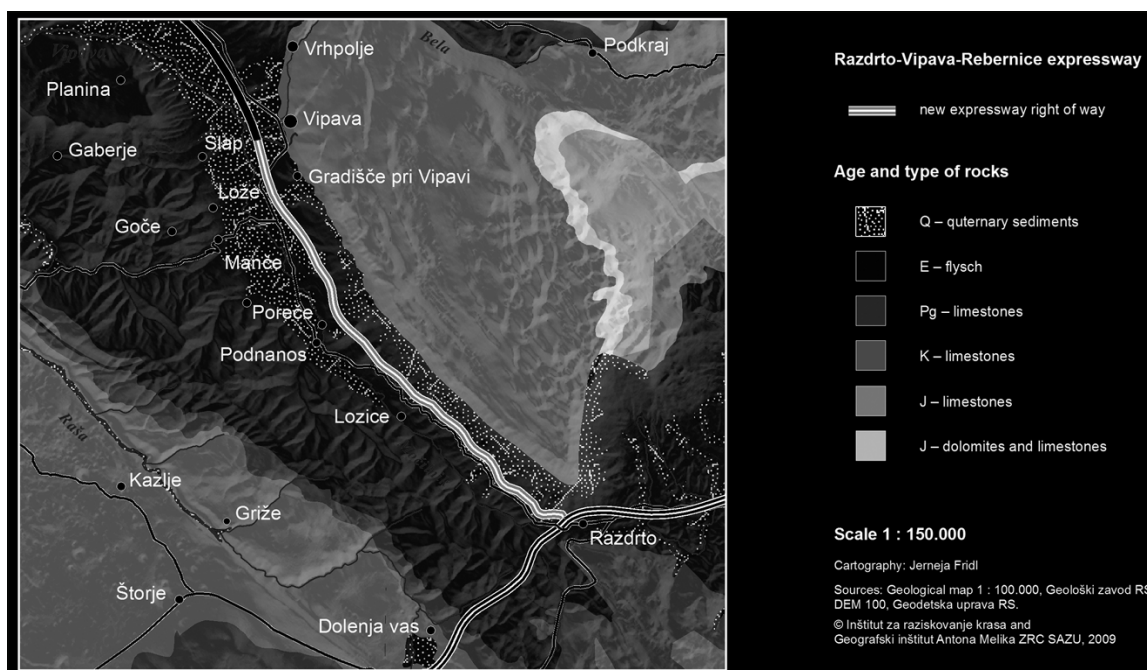 Vrhpolje
Bela
Podkraj
Planina
Vipava
Gaberje
Slap
Gradišče pri Vipavi
Lože
Goče
Manče
Poreče
Podnanos
Lozice
Raša
Kazlje
Griže
Razdrto
Štorje
Dolenja vas
Razdrto-Vipava-Rebernice expressway
new expressway right of way
Age and type of rocks
Q – quternary sediments
E – flysch
Pg – limestones
K – limestones
J – limestones
J – dolomites and limestones
Scale 1 : 150.000
Cartography: Jerneja Fridl
Sources: Geological map 1 : 100.000, Geološki zavod RS
DEM 100, Geodetska uprava RS.
© Inštitut za raziskovanje krasa and
Geografski inštitut Antona Melika ZRC SAZU, 2009